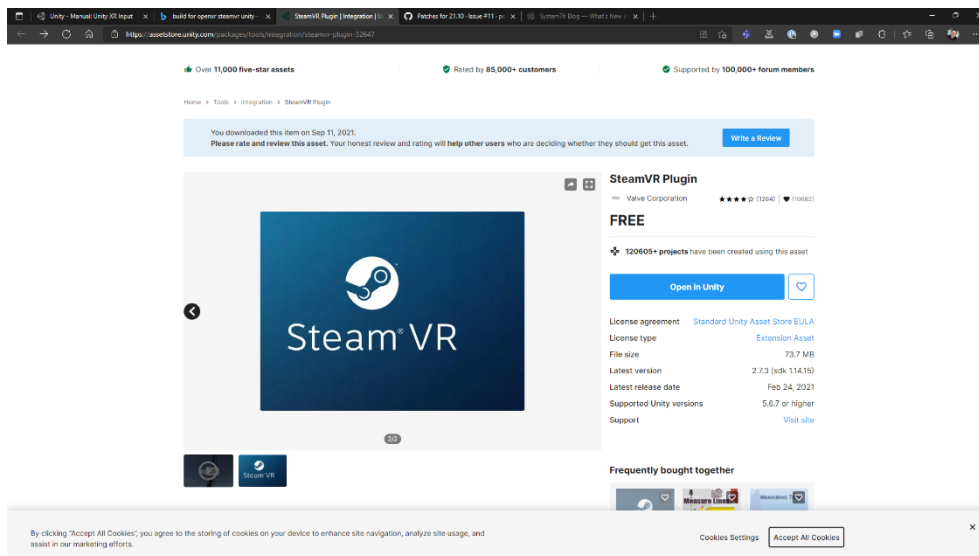 Unity - Manual: Unity XR Input
build for openvr steamvr unity -
SteamVR Plugin | Integration | U
Patches for 21.10 · Issue #11 · po
System76 Blog — What's New
https://assetstore.unity.com/packages/tools/integration/steamvr-plugin-32647
Over 11,000 five-star assets
Rated by 85,000+ customers
Supported by 100,000+ forum members
Home > Tools > Integration > SteamVR Plugin
You downloaded this item on Sep 11, 2021.
Please rate and review this asset. Your honest review and rating will help other users who are deciding whether they should get this asset.
Write a Review
SteamVR Plugin
Valve Corporation
(1264) | (10682)
FREE
120605+ projects have been created using this asset
Open in Unity
License agreement Standard Unity Asset Store EULA
License type Extension Asset
File size 73.7 MB
Latest version 2.7.3 (sdk 1.14.15)
Latest release date Feb 24, 2021
Supported Unity versions 5.6.7 or higher
Support Visit site
Steam® VR
2/2
Steam VR
Frequently bought together
A
Measure Lines
Measuring
By clicking "Accept All Cookies", you agree to the storing of cookies on your device to enhance site navigation, analyze site usage, and
assist in our marketing efforts.
Cookies Settings
Accept All Cookies